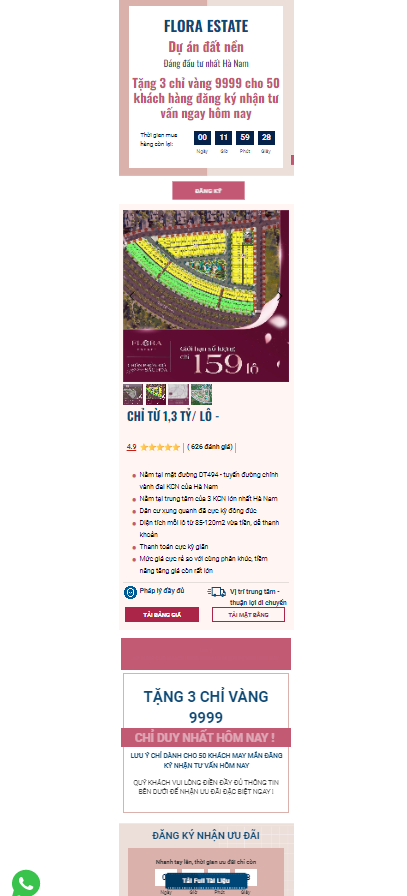 FLORA ESTATE
Dự án đất nền
Đáng đầu tư nhất Hà Nam
Tặng 3 chỉ vàng 9999 cho 50
khách hàng đăng ký nhận tư
vấn ngay hôm nay
Thời gian mua
hàng còn lại:
00 11 59 28
Ngày Giờ Phút Giây
ĐĂNG KÝ
FLORA
Giới hạn số lượng
chỉ 159 lô
CHỈ TỪ 1,3 TỶ/ LÔ -
4.9 ( 626 đánh giá)
Nằm tại mặt đường DT494 - tuyến đường chính
vành đai KCN của Hà Nam
Nằm tại trung tâm của 3 KCN lớn nhất Hà Nam
Dân cư xung quanh đã cực kỳ đông đúc
Diện tích mỗi lô từ 85-120m2 vừa tiền, dễ thanh
khoản
Thanh toán cực kỳ giãn
Mức giá cực rẻ so với cùng phân khúc, tiềm
năng tăng giá còn rất lớn
Pháp lý đầy đủ
Vị trí trung tâm -
thuận lợi di chuyển
TẢI BẢNG GIÁ
TẢI MẶT BẰNG
TẶNG 3 CHỈ VÀNG
9999
CHỈ DUY NHẤT HÔM NAY !
LƯU Ý CHỈ DÀNH CHO 50 KHÁCH MAY MẮN ĐĂNG
KÝ NHẬN TƯ VẤN HÔM NAY
QUÝ KHÁCH VUI LÒNG ĐIỀN ĐẦY ĐỦ THÔNG TIN
BÊN DƯỚI ĐỂ NHẬN ƯU ĐÃI ĐẶC BIỆT NGAY !
ĐĂNG KÝ NHẬN ƯU ĐÃI
Nhanh tay lên, thời gian ưu đãi chỉ còn
Tải Full Tài Liệu
Ngày Giờ Phút Giây